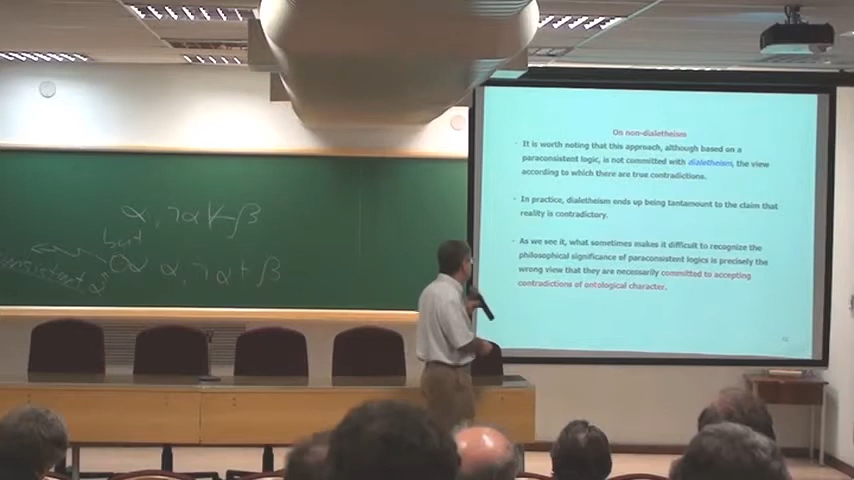 α, ¬α ⊬ β
but
∘α, α, ¬α ⊢ β
consistent α"
On non-dialetheism
· It is worth noting that this approach, although based on a
paraconsistent logic, is not committed with dialetheism, the view
according to which there are true contradictions.
· In practice, dialetheism ends up being tantamount to the claim that
reality is contradictory.
· As we see it, what sometimes makes it difficult to recognize the
philosophical significance of paraconsistent logics is precisely the
wrong view that they are necessarily committed to accepting
contradictions of ontological character.